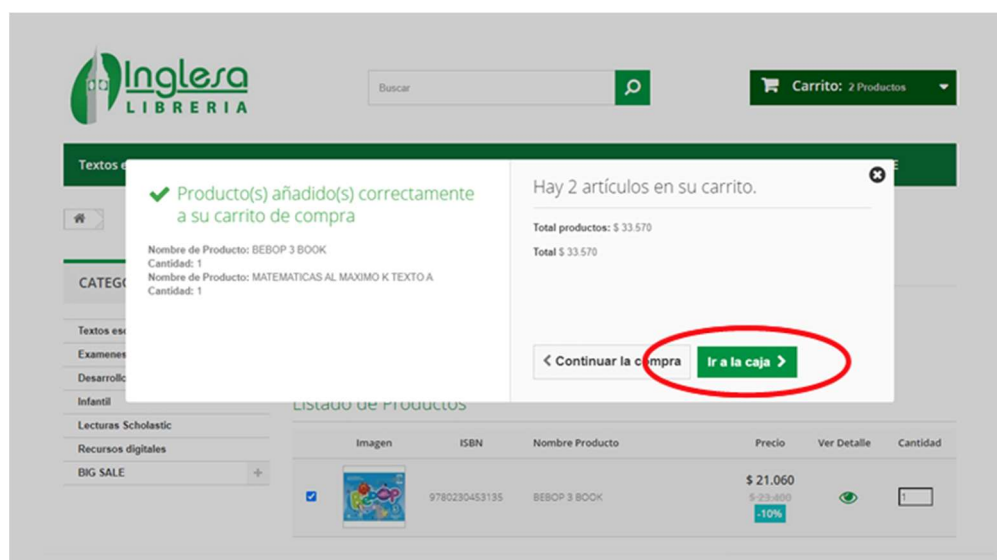 Inglesa
LIBRERIA
Buscar
Carrito: 2 Productos
Textos e
E
Producto(s) añadido(s) correctamente
a su carrito de compra
Nombre de Producto: BEBOP 3 BOOK
Cantidad: 1
Nombre de Producto: MATEMATICAS AL MAXIMO K TEXTO A
Cantidad: 1
Hay 2 artículos en su carrito.
Total productos: $ 33.570
Total $ 33.570
Continuar la compra
Ir a la caja
CATEG
Textos es
Examenes
Desarrollo
Infantil
Lecturas Scholastic
Recursos digitales
BIG SALE
Listado de Productos
Imagen ISBN Nombre Producto Precio Ver Detalle Cantidad
BEBOP 3
9780230453135 BEBOP 3 BOOK $ 21.060 1
$ 23.400
-10%